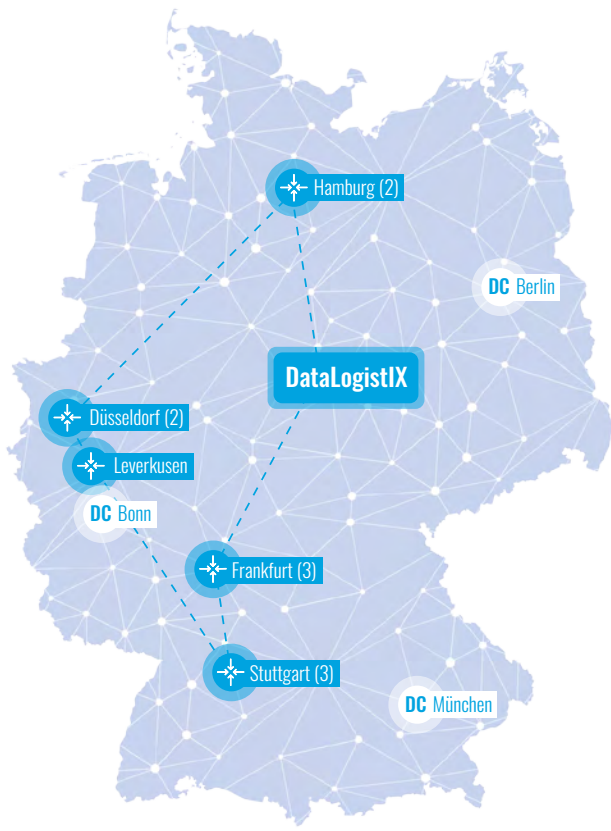 Hamburg (2)
DC Berlin
DataLogistIX
Düsseldorf (2)
Leverkusen
DC Bonn
Frankfurt (3)
Stuttgart (3)
DC München